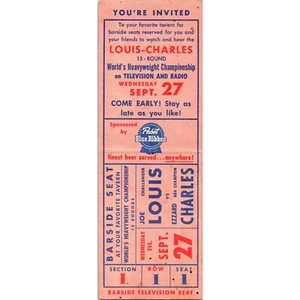 YOU'RE INVITED
To your favorite tavern for
barside seats reserved for you and
your friends to watch and hear the
LOUIS-CHARLES
15-ROUND
World's Heavyweight Championship
on TELEVISION AND RADIO
WEDNESDAY
SEPT. 27
COME EARLY! Stay as
late as you like!
Sponsored by
Pabst
Blue Ribbon
Finest beer served...anywhere!
BARSIDE SEAT
AT YOUR FAVORITE TAVERN
WORLD'S HEAVYWEIGHT CHAMPIONSHIP
15 ROUNDS
JOE
CHALLENGER
LOUIS
VS
EZZARD
NBA CHAMPION
CHARLES
WEDNESDAY
EVE.
SEPT.
27
SECTION
1
ROW
1
SEAT
1
BARSIDE TELEVISION SEAT